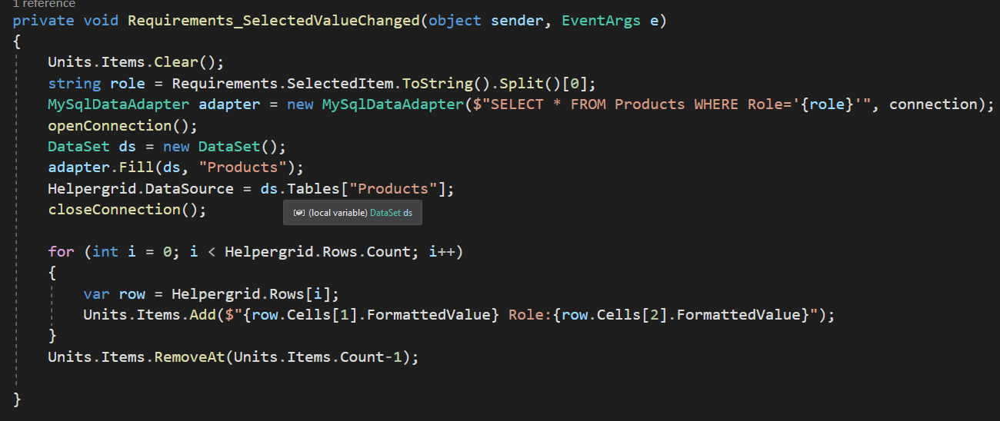 1 reference
private void Requirements_SelectedValueChanged(object sender, EventArgs e)
{
Units.Items.Clear();
string role = Requirements.SelectedItem.ToString().Split()[0];
MySqlDataAdapter adapter = new MySqlDataAdapter($"SELECT * FROM Products WHERE Role='{role}'", connection);
openConnection();
DataSet ds = new DataSet();
adapter.Fill(ds, "Products");
Helpergrid.DataSource = ds.Tables["Products"];
closeConnection();
(local variable) DataSet ds
for (int i = 0; i < Helpergrid.Rows.Count; i++)
{
var row = Helpergrid.Rows[i];
Units.Items.Add($"{row.Cells[1].FormattedValue} Role:{row.Cells[2].FormattedValue}");
}
Units.Items.RemoveAt(Units.Items.Count-1);
}